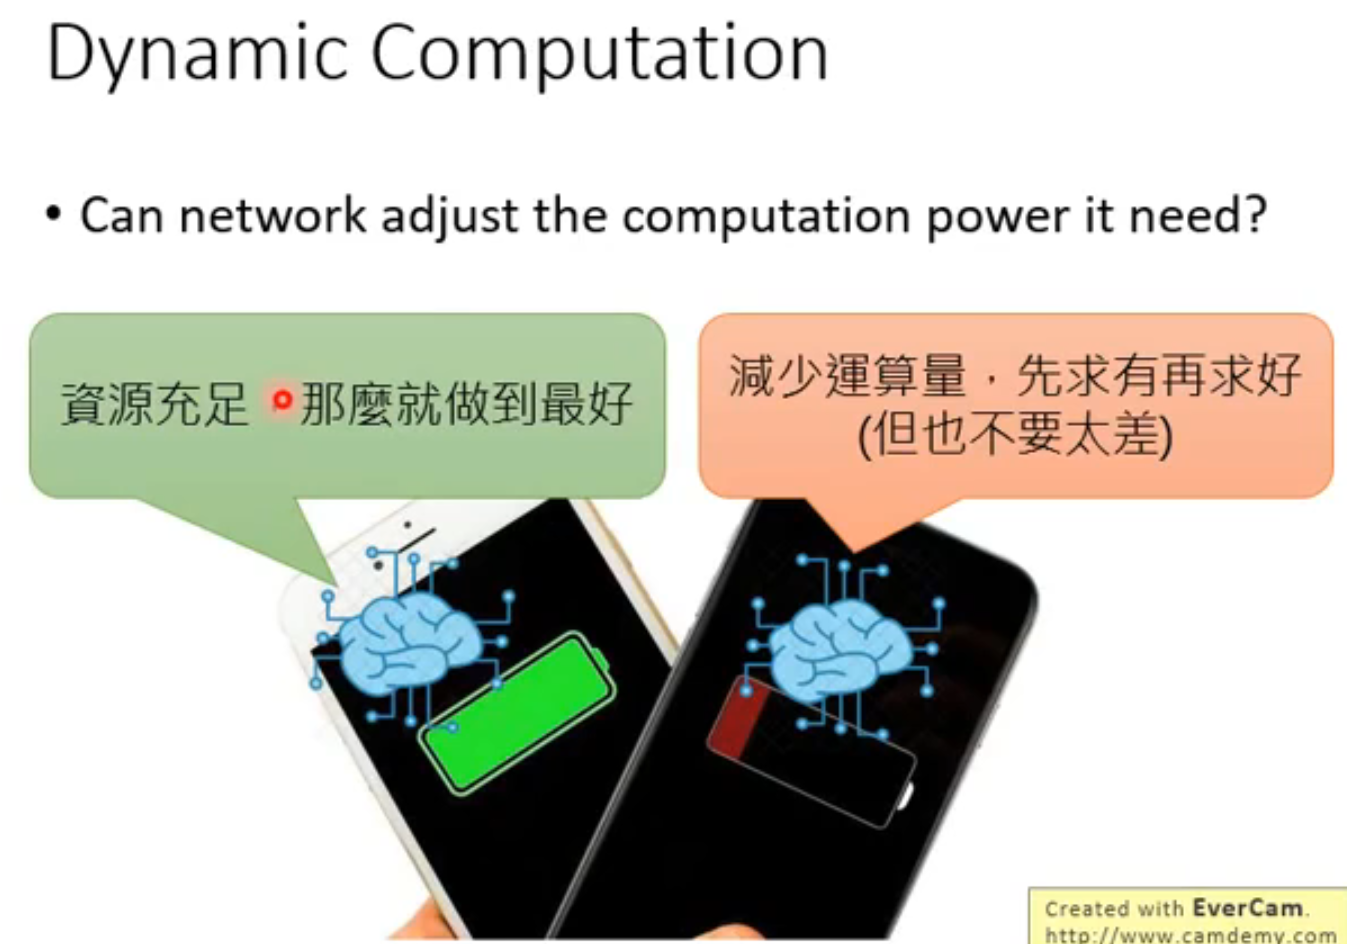 Dynamic Computation
• Can network adjust the computation power it need?
資源充足，那麼就做到最好
減少運算量，先求有再求好
(但也不要太差)
Created with EverCam.
http://www.camdemy.com